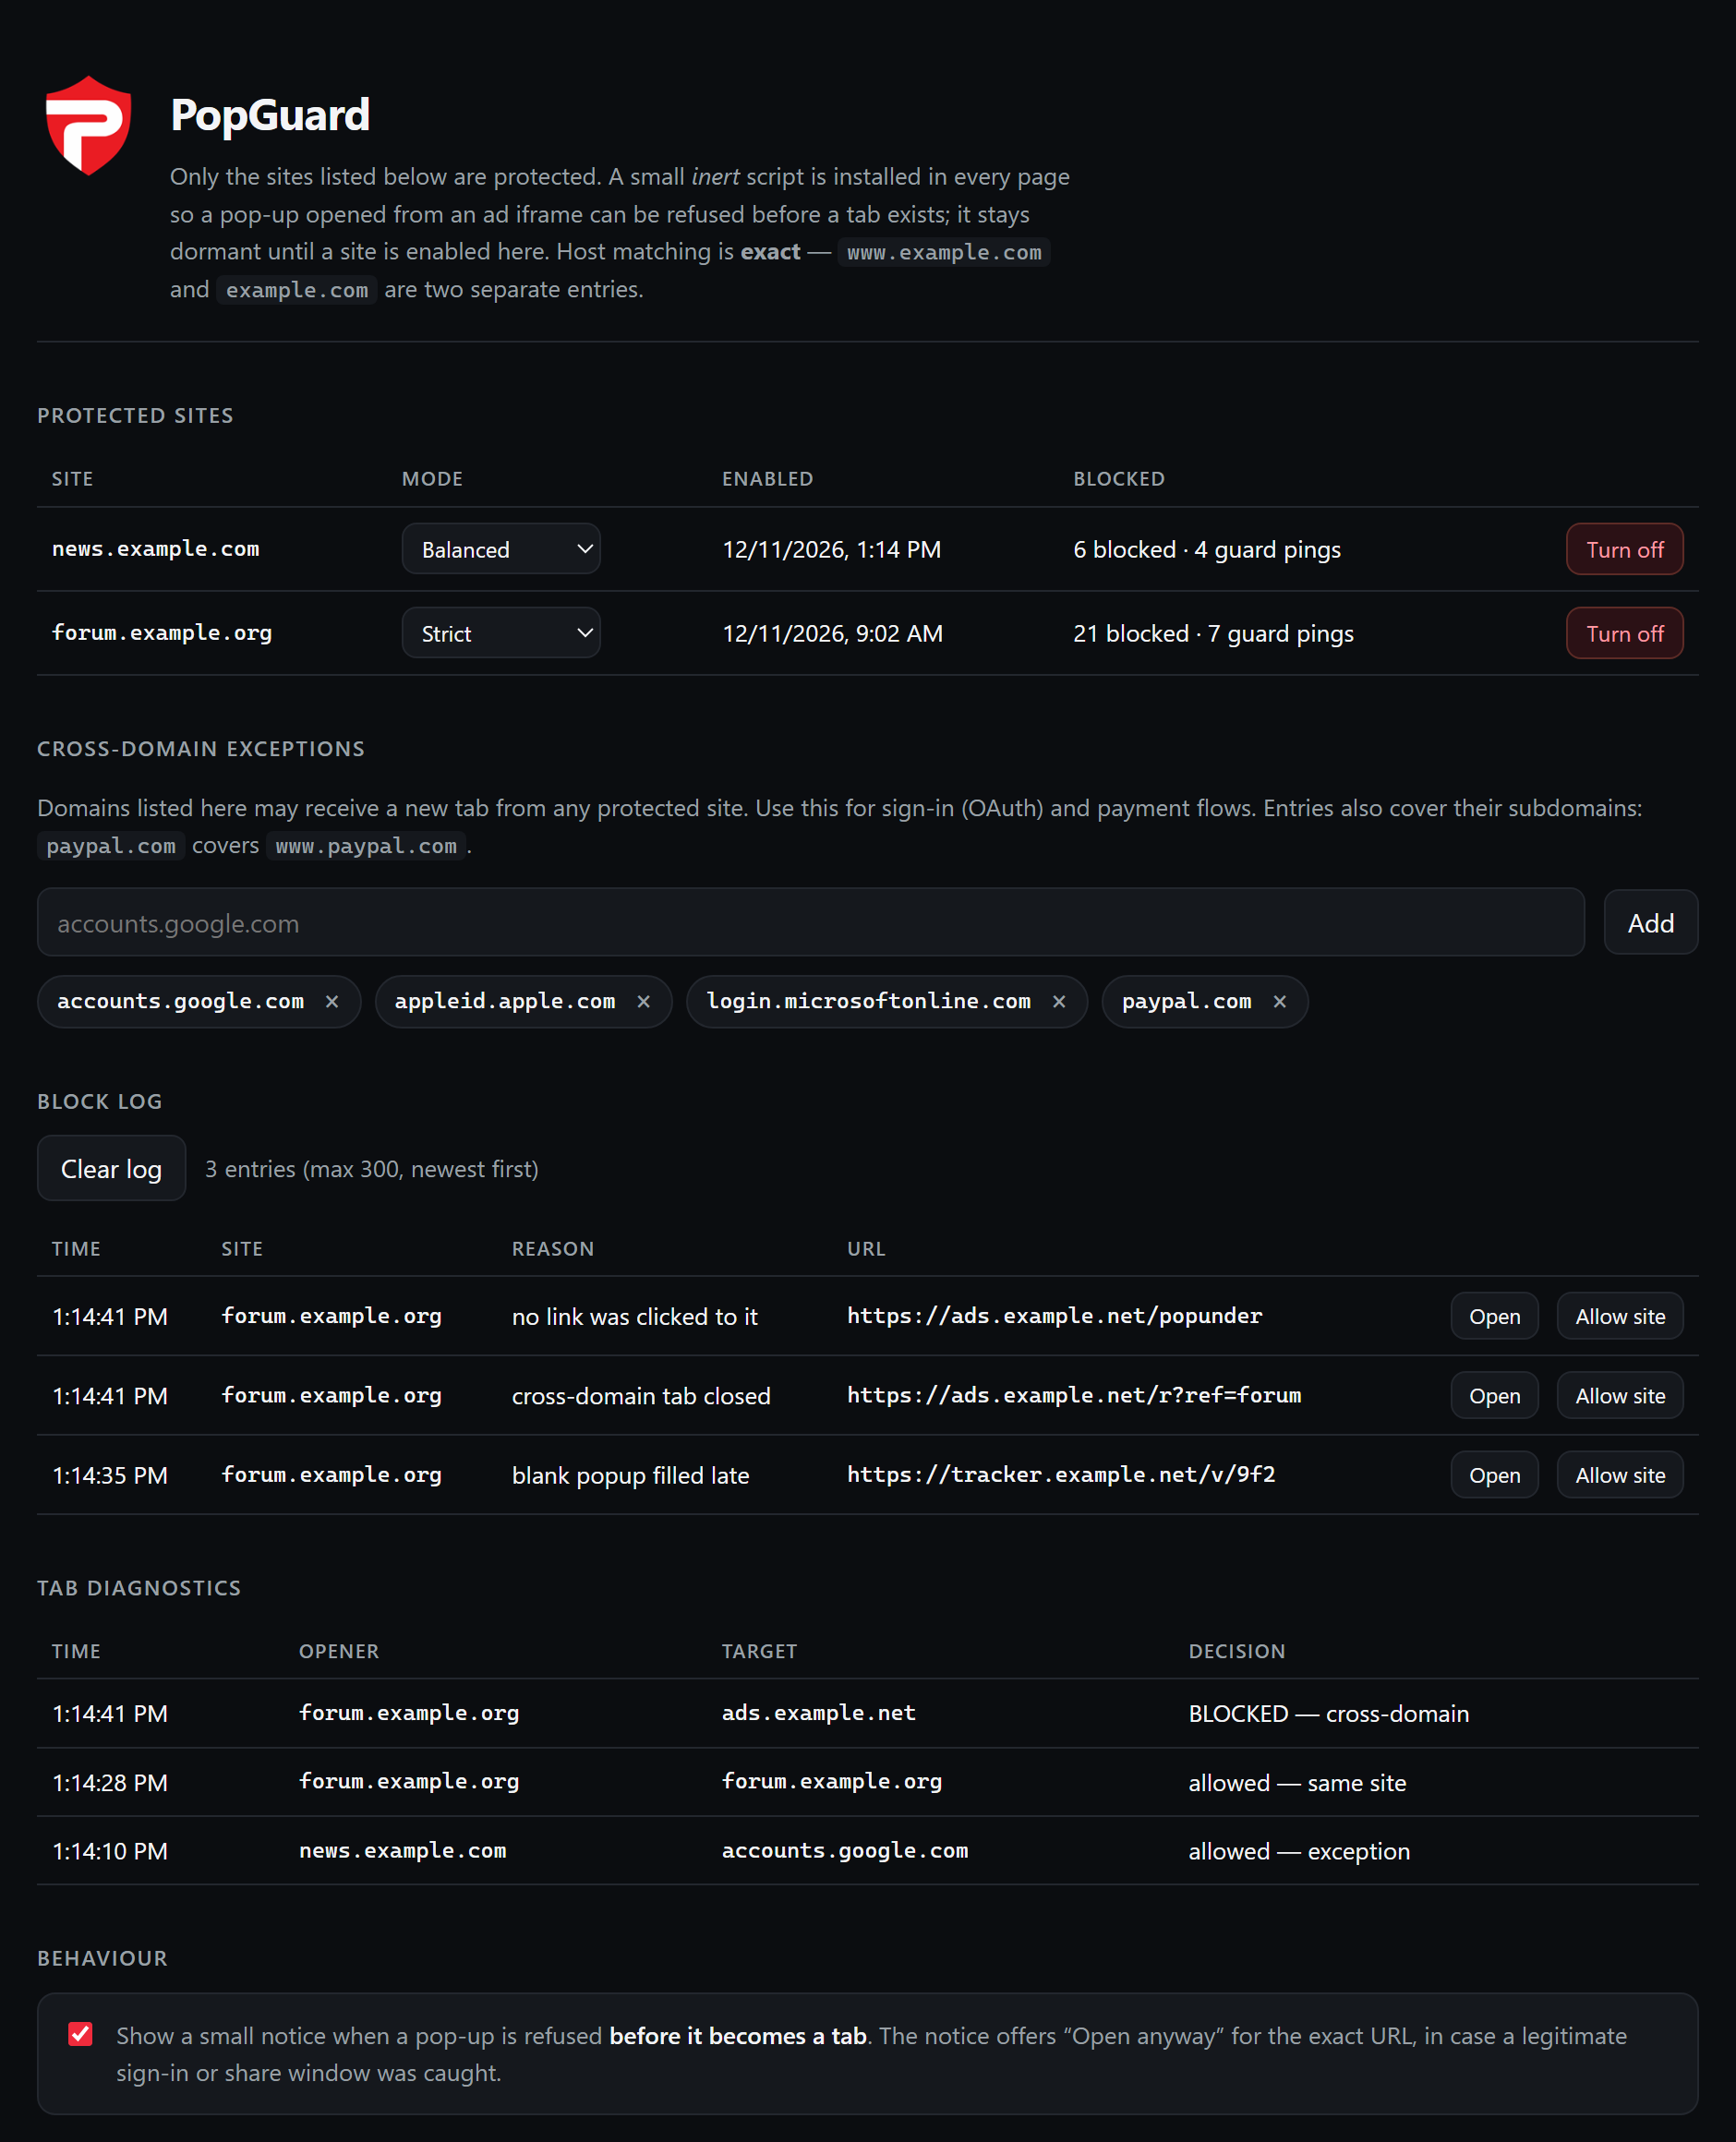 PopGuard
Only the sites listed below are protected. A small inert script is installed in every page
so a pop-up opened from an ad iframe can be refused before a tab exists; it stays
dormant until a site is enabled here. Host matching is exact — www.example.com
and example.com are two separate entries.
PROTECTED SITES
SITE MODE ENABLED BLOCKED
news.example.com Balanced 12/11/2026, 1:14 PM 6 blocked · 4 guard pings Turn off
forum.example.org Strict 12/11/2026, 9:02 AM 21 blocked · 7 guard pings Turn off
CROSS-DOMAIN EXCEPTIONS
Domains listed here may receive a new tab from any protected site. Use this for sign-in (OAuth) and payment flows. Entries also cover their subdomains:
paypal.com covers www.paypal.com.
accounts.google.com Add
accounts.google.com × appleid.apple.com × login.microsoftonline.com × paypal.com ×
BLOCK LOG
Clear log 3 entries (max 300, newest first)
TIME SITE REASON URL
1:14:41 PM forum.example.org no link was clicked to it https://ads.example.net/popunder Open Allow site
1:14:41 PM forum.example.org cross-domain tab closed https://ads.example.net/r?ref=forum Open Allow site
1:14:35 PM forum.example.org blank popup filled late https://tracker.example.net/v/9f2 Open Allow site
TAB DIAGNOSTICS
TIME OPENER TARGET DECISION
1:14:41 PM forum.example.org ads.example.net BLOCKED — cross-domain
1:14:28 PM forum.example.org forum.example.org allowed — same site
1:14:10 PM news.example.com accounts.google.com allowed — exception
BEHAVIOUR
Show a small notice when a pop-up is refused before it becomes a tab. The notice offers “Open anyway” for the exact URL, in case a legitimate
sign-in or share window was caught.